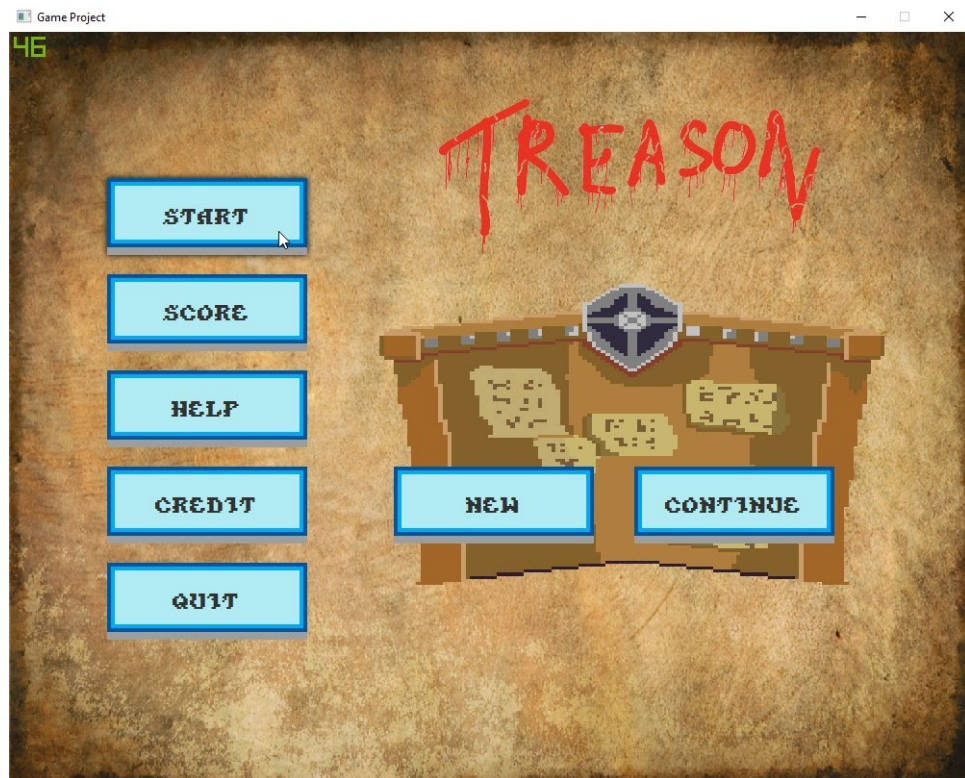 Game Project
46
TREASON
START
SCORE
HELP
CREDIT
NEW
CONTINUE
QUIT